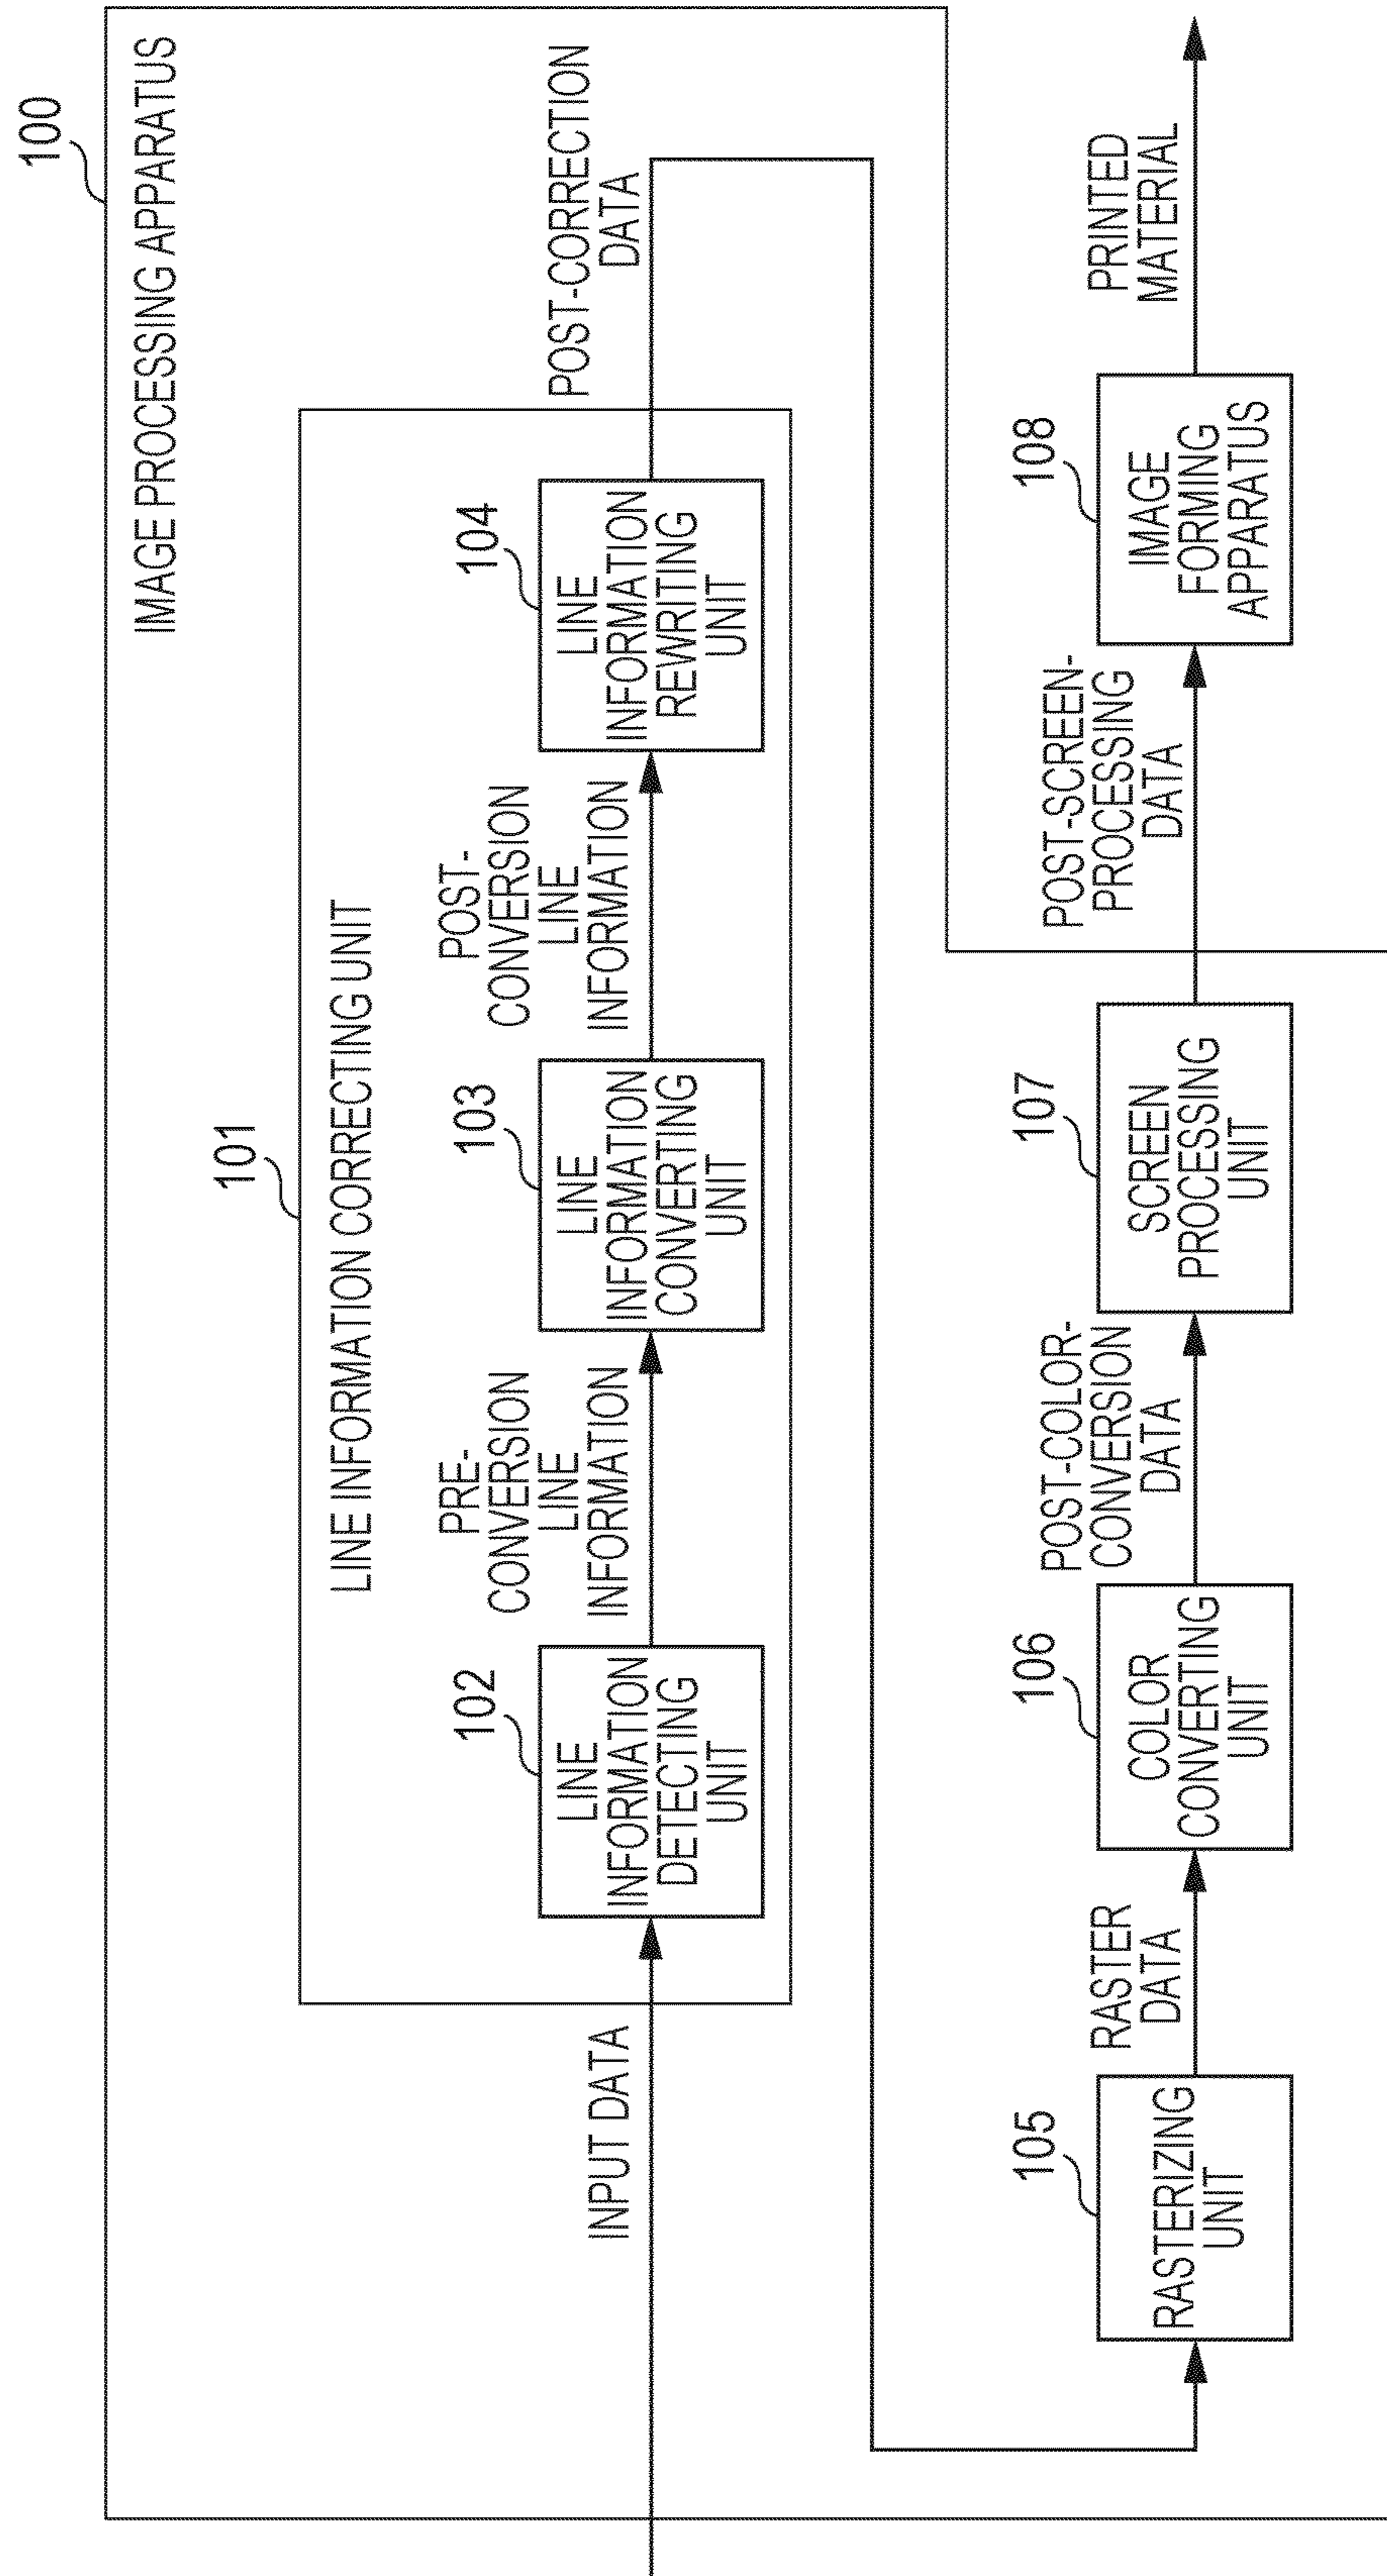 100
IMAGE PROCESSING APPARATUS
101
LINE INFORMATION CORRECTING UNIT
INPUT DATA
102
LINE
INFORMATION
DETECTING
UNIT
PRE-
CONVERSION
LINE
INFORMATION
103
LINE
INFORMATION
CONVERTING
UNIT
POST-
CONVERSION
LINE
INFORMATION
104
LINE
INFORMATION
REWRITING
UNIT
POST-CORRECTION
DATA
105
RASTERIZING
UNIT
RASTER
DATA
106
COLOR
CONVERTING
UNIT
POST-COLOR-
CONVERSION
DATA
107
SCREEN
PROCESSING
UNIT
POST-SCREEN-
PROCESSING
DATA
108
IMAGE
FORMING
APPARATUS
PRINTED
MATERIAL